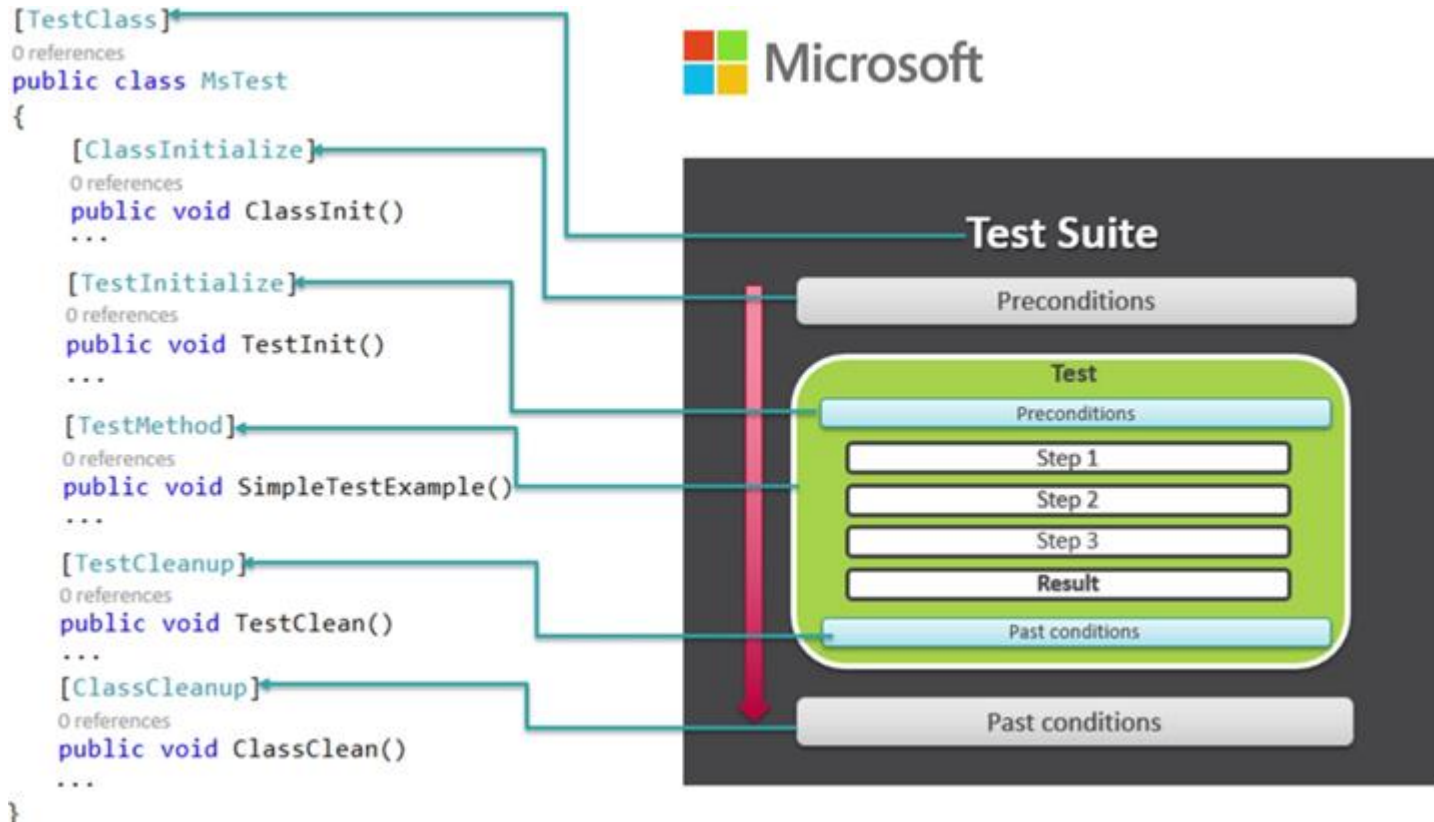 [TestClass]
0 references
public class MsTest
{
[ClassInitialize]
0 references
public void ClassInit()
...
[TestInitialize]
0 references
public void TestInit()
...
[TestMethod]
0 references
public void SimpleTestExample()
...
[TestCleanup]
0 references
public void TestClean()
...
[ClassCleanup]
0 references
public void ClassClean()
...
}
Microsoft
Test Suite
Preconditions
Test
Preconditions
Step 1
Step 2
Step 3
Result
Past conditions
Past conditions